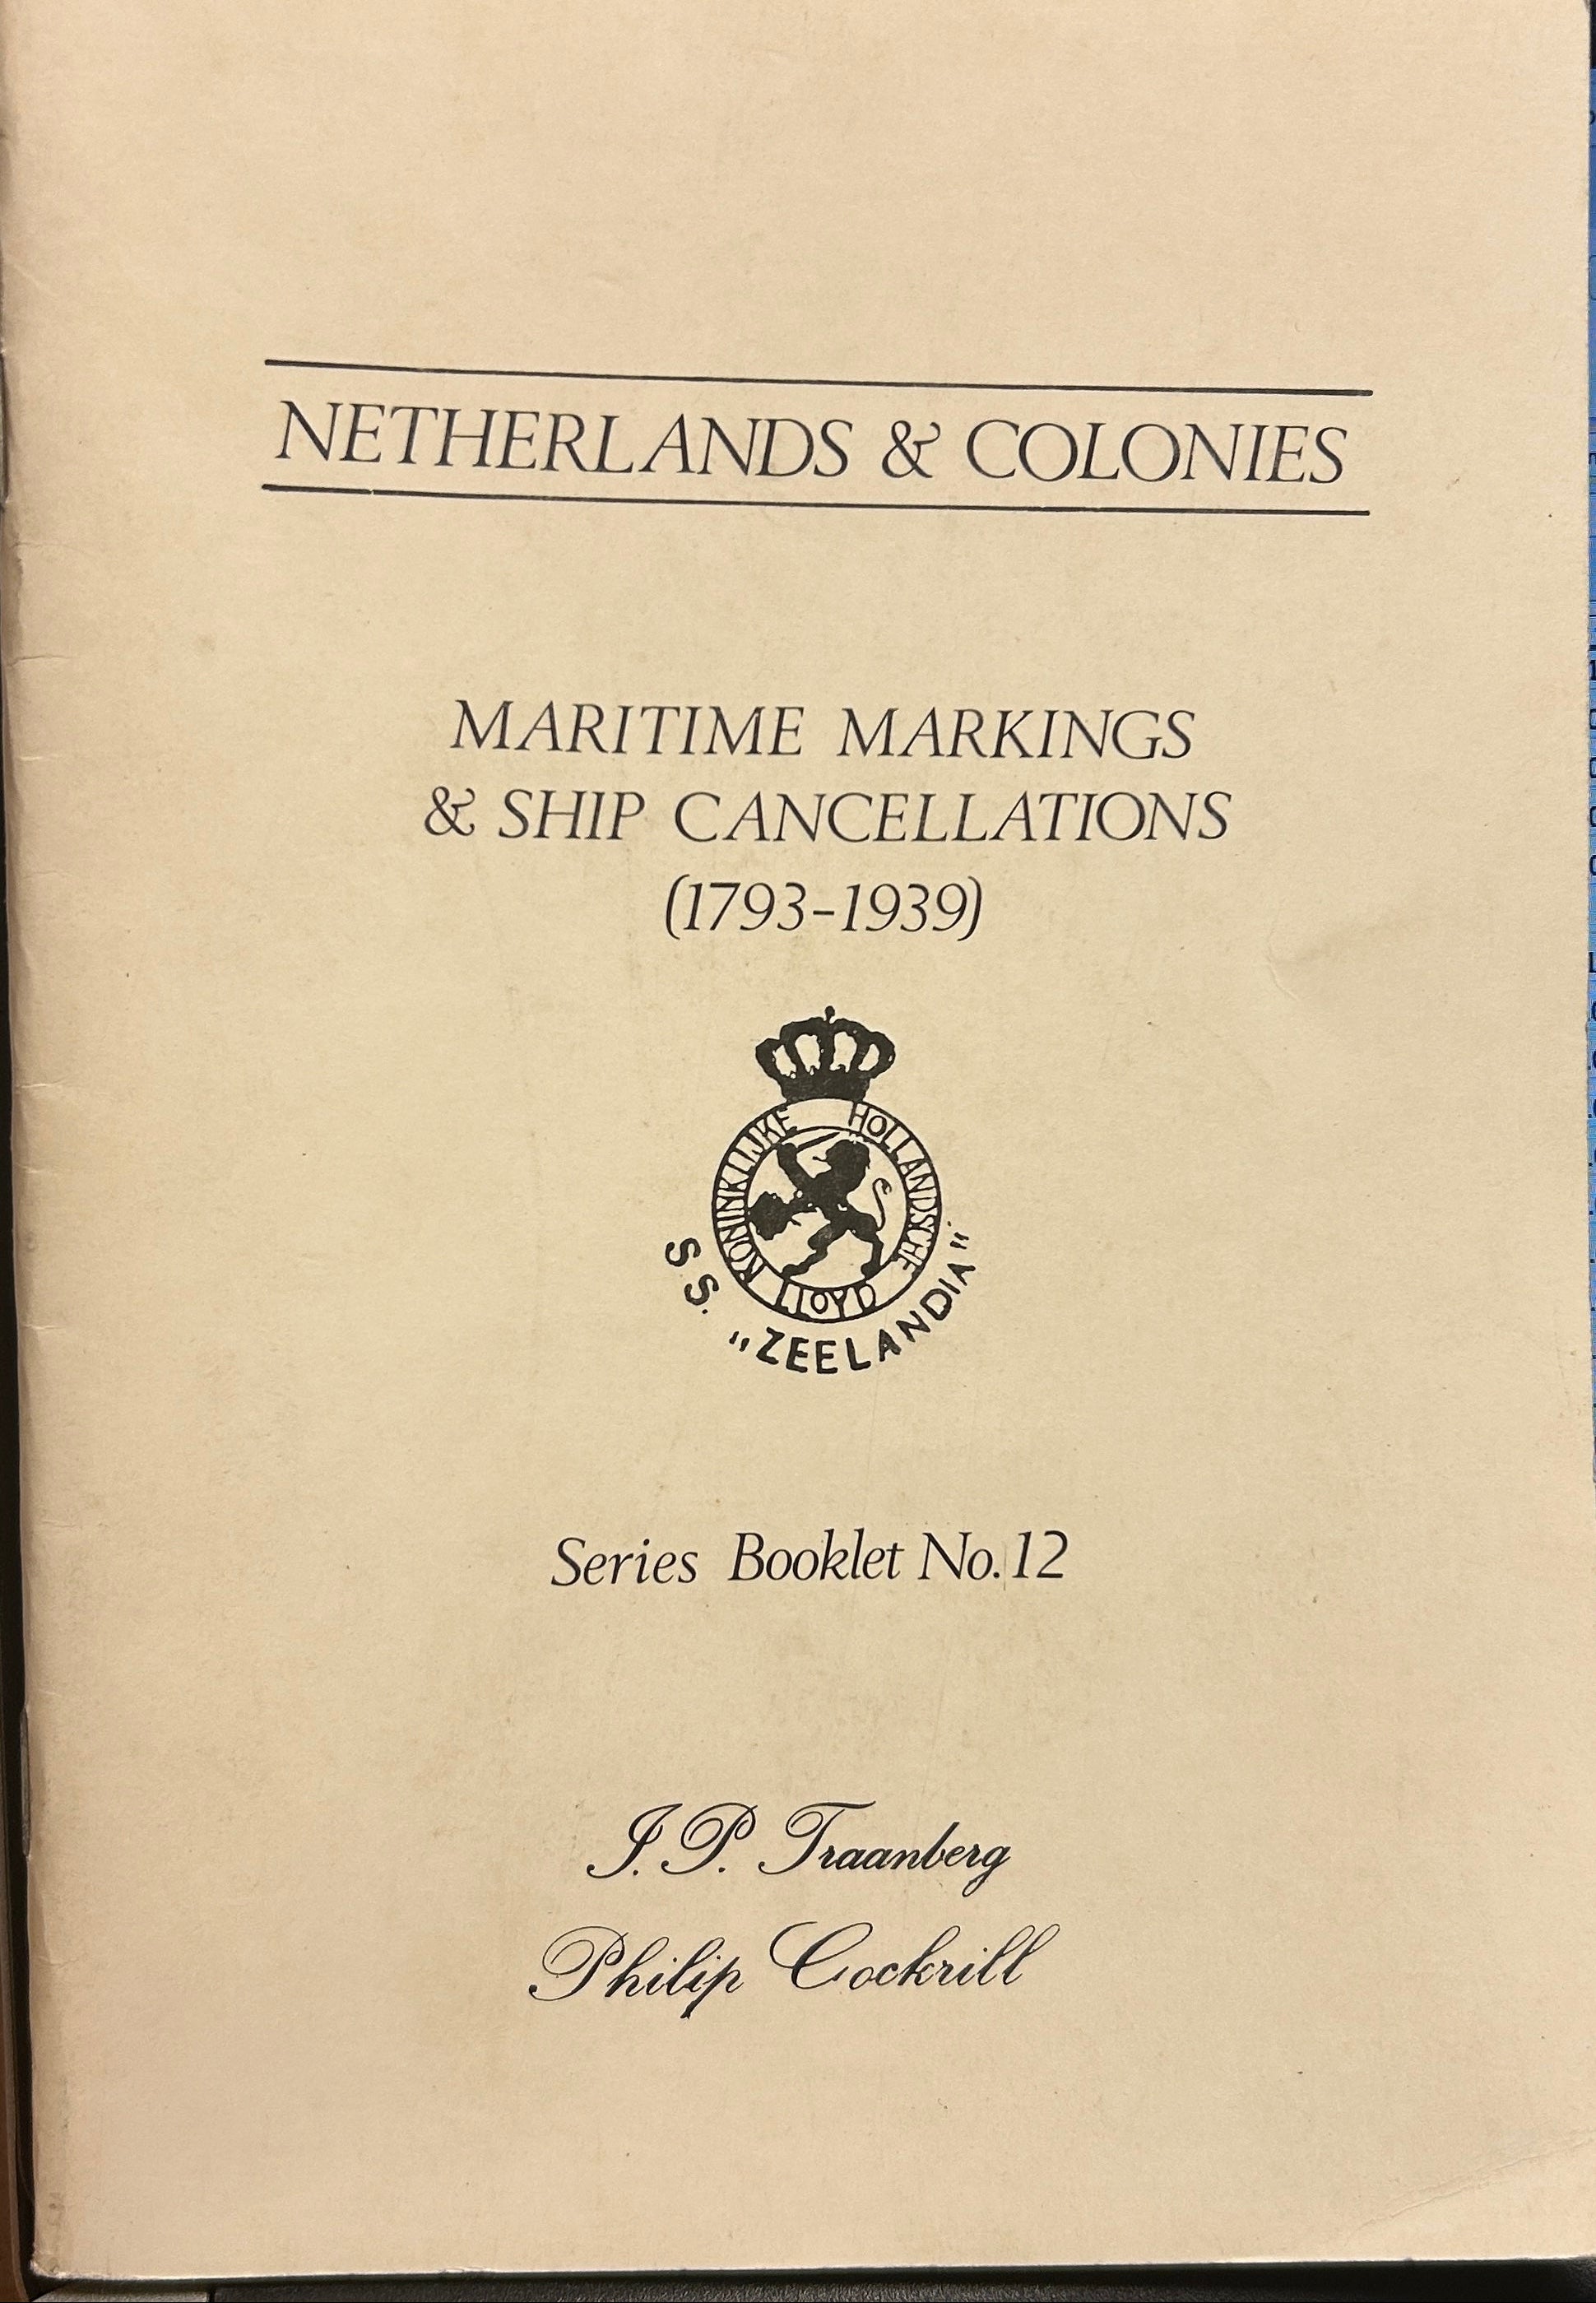 NETHERLANDS & COLONIES
MARITIME MARKINGS
& SHIP CANCELLATIONS
(1793-1939)
KONINKLIJKE HOLLANDSCHE
LLOYD
S S. "ZEELANDIA"
Series Booklet No.12
J. P. Traanberg
Philip Cockrill